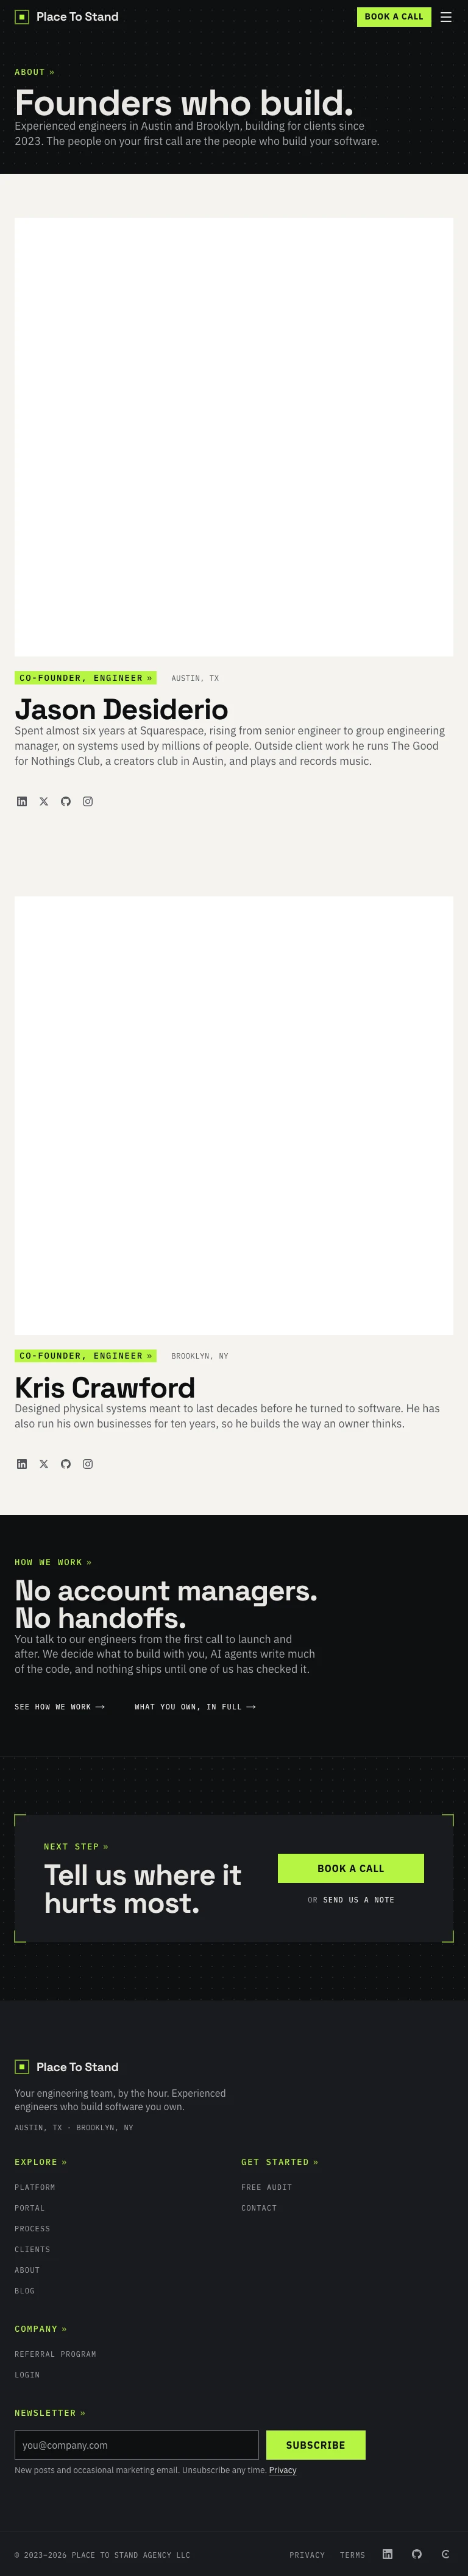 Place To Stand
BOOK A CALL
ABOUT »
Founders who build.
Experienced engineers in Austin and Brooklyn, building for clients since
2023. The people on your first call are the people who build your software.
CO-FOUNDER, ENGINEER » AUSTIN, TX
Jason Desiderio
Spent almost six years at Squarespace, rising from senior engineer to group engineering
manager, on systems used by millions of people. Outside client work he runs The Good
for Nothings Club, a creators club in Austin, and plays and records music.
CO-FOUNDER, ENGINEER » BROOKLYN, NY
Kris Crawford
Designed physical systems meant to last decades before he turned to software. He has
also run his own businesses for ten years, so he builds the way an owner thinks.
HOW WE WORK »
No account managers.
No handoffs.
You talk to our engineers from the first call to launch and
after. We decide what to build with you, AI agents write much
of the code, and nothing ships until one of us has checked it.
SEE HOW WE WORK → WHAT YOU OWN, IN FULL →
NEXT STEP »
Tell us where it
hurts most.
BOOK A CALL
OR SEND US A NOTE
Place To Stand
Your engineering team, by the hour. Experienced
engineers who build software you own.
AUSTIN, TX · BROOKLYN, NY
EXPLORE »
PLATFORM
PORTAL
PROCESS
CLIENTS
ABOUT
BLOG
GET STARTED »
FREE AUDIT
CONTACT
COMPANY »
REFERRAL PROGRAM
LOGIN
NEWSLETTER »
you@company.com
SUBSCRIBE
New posts and occasional marketing email. Unsubscribe any time. Privacy
© 2023–2026 PLACE TO STAND AGENCY LLC
PRIVACY TERMS